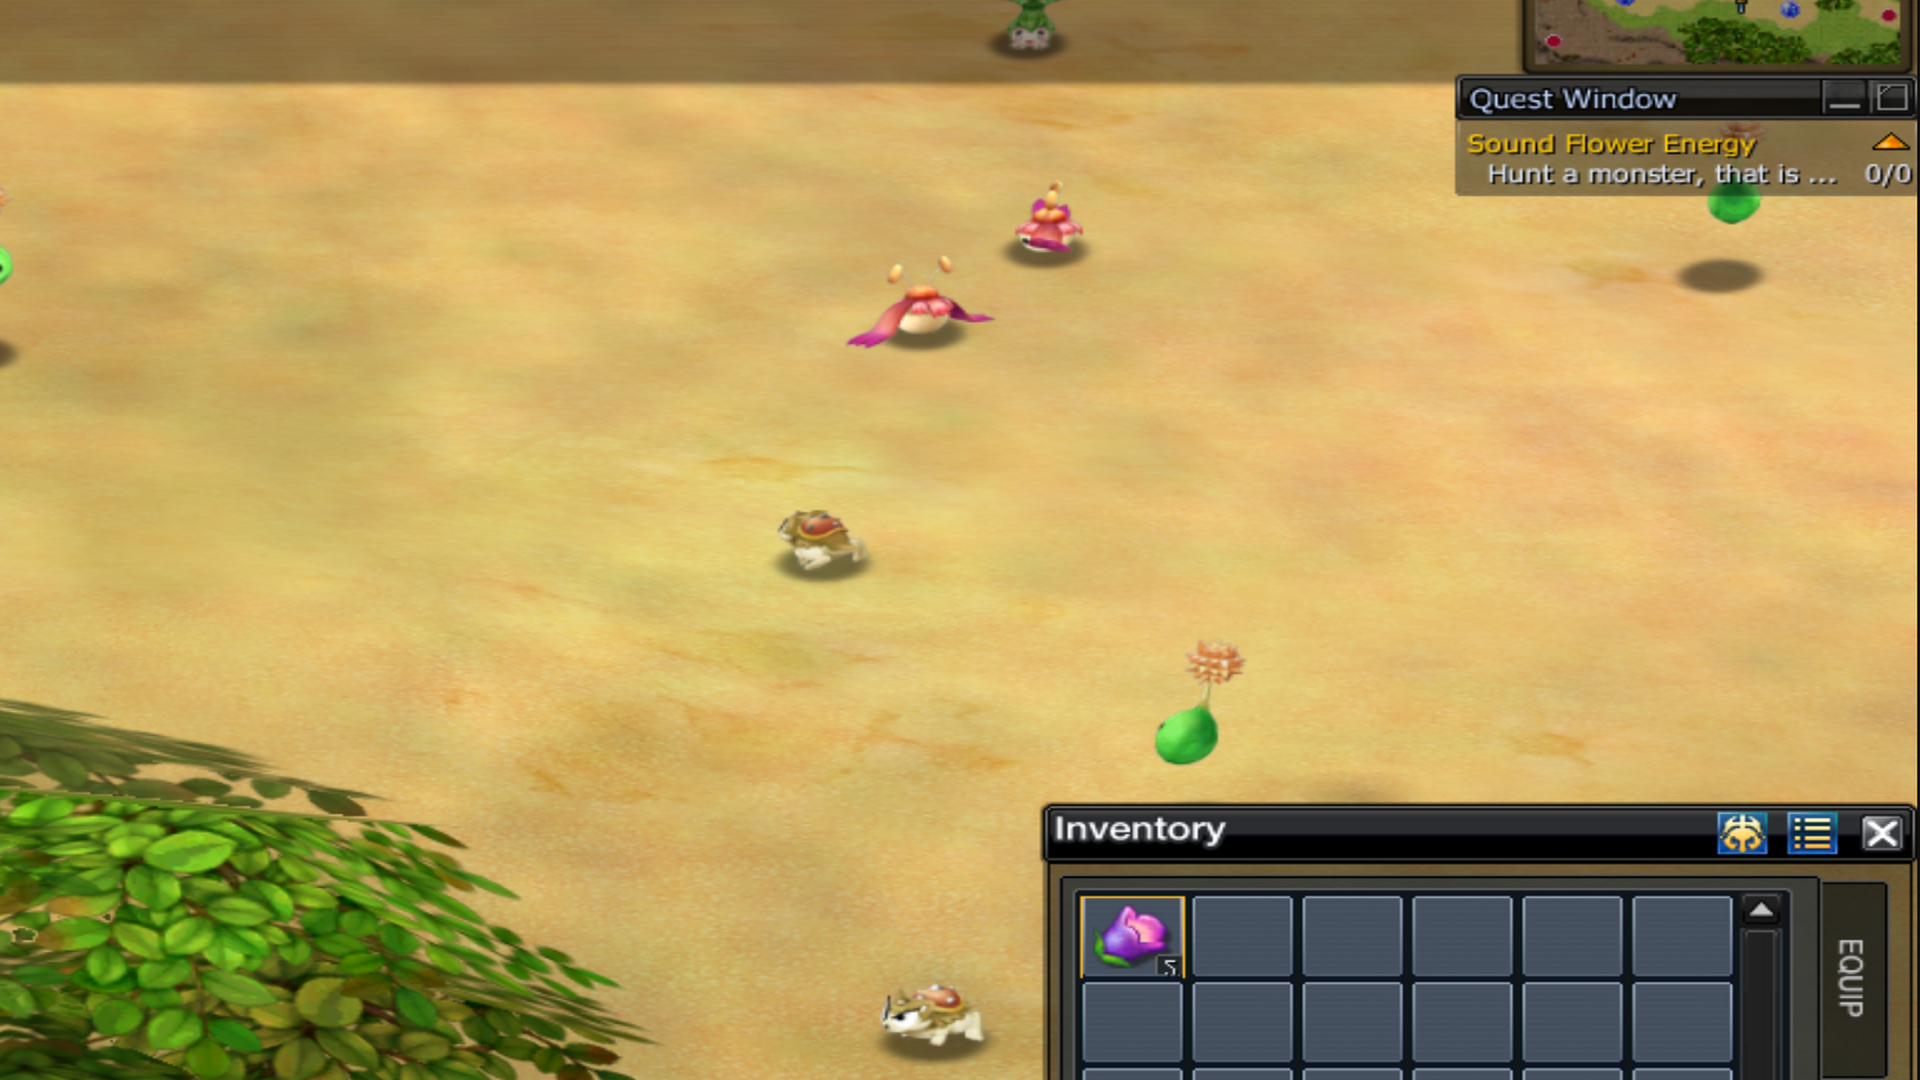 Quest Window
Sound Flower Energy
Hunt a monster, that is ... 0/0
Inventory
5
EQUIP